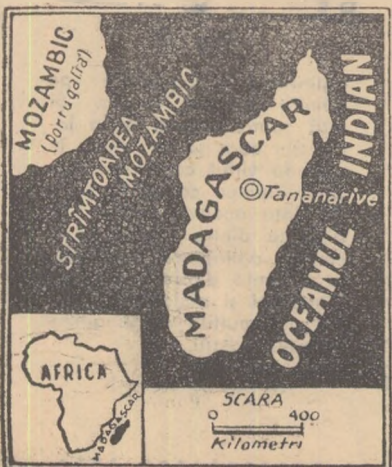 MOZAMBIC
(Portugalia)
STRÎMTOAREA
MOZAMBIC
MADAGASCAR
Tananarive
OCEANUL INDIAN
AFRICA
MADAGASCAR
SCARA
0 400
Kilometri